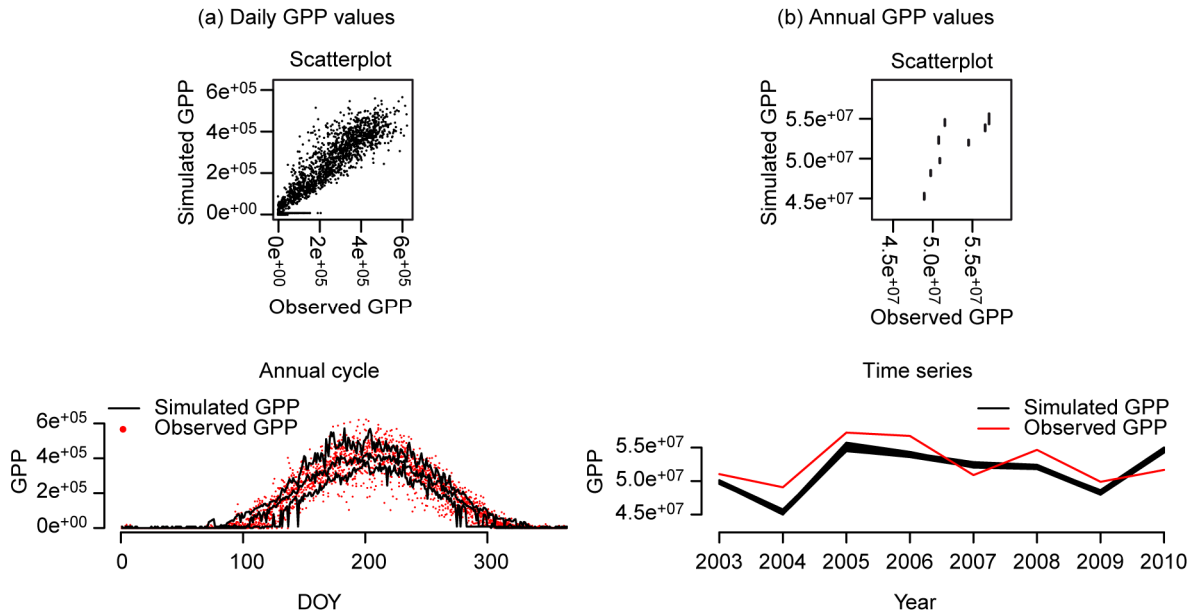 (a) Daily GPP values
Scatterplot
Simulated GPP
6e+05
4e+05
2e+05
0e+00
0e+00
2e+05
4e+05
6e+05
Observed GPP
Annual cycle
Simulated GPP
Observed GPP
GPP
6e+05
4e+05
2e+05
0e+00
0
100
200
300
DOY
(b) Annual GPP values
Scatterplot
Simulated GPP
5.5e+07
5.0e+07
4.5e+07
4.5e+07
5.0e+07
5.5e+07
Observed GPP
Time series
Simulated GPP
Observed GPP
GPP
5.5e+07
5.0e+07
4.5e+07
2003 2004 2005 2006 2007 2008 2009 2010
Year